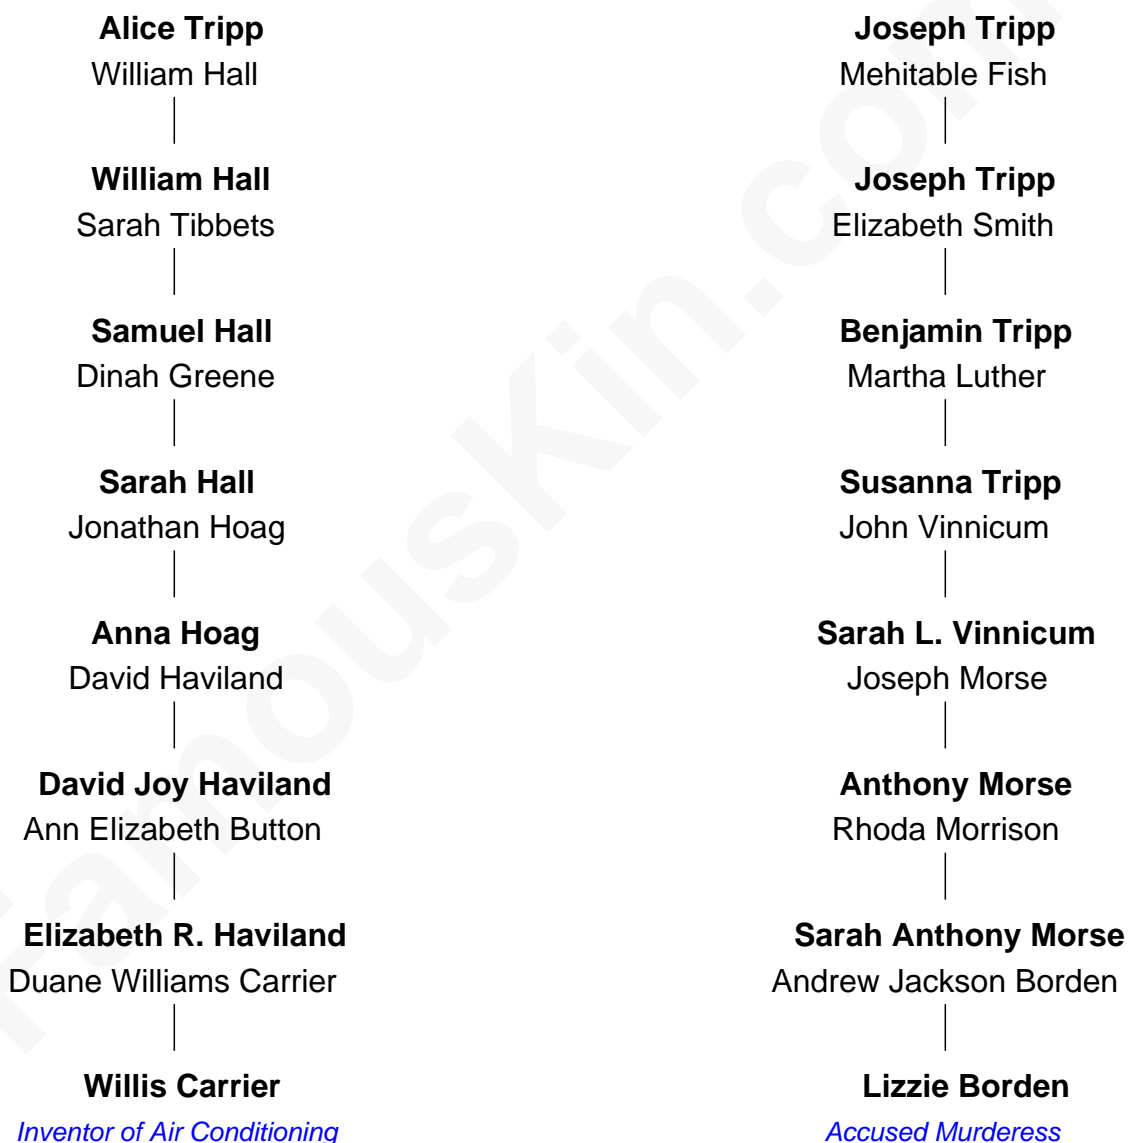 Alice Tripp
William Hall
William Hall
Sarah Tibbets
Samuel Hall
Dinah Greene
Sarah Hall
Jonathan Hoag
Anna Hoag
David Haviland
David Joy Haviland
Ann Elizabeth Button
Elizabeth R. Haviland
Duane Williams Carrier
Willis Carrier
Inventor of Air Conditioning
Joseph Tripp
Mehitable Fish
Joseph Tripp
Elizabeth Smith
Benjamin Tripp
Martha Luther
Susanna Tripp
John Vinnicum
Sarah L. Vinnicum
Joseph Morse
Anthony Morse
Rhoda Morrison
Sarah Anthony Morse
Andrew Jackson Borden
Lizzie Borden
Accused Murderess
FamousKin.com